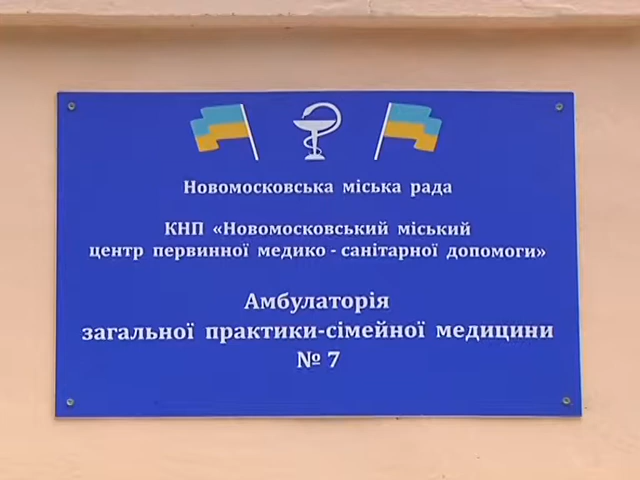 Новомосковська міська рада
КНП «Новомосковський міський
центр первинної медико - санітарної допомоги»
Амбулаторія
загальної практики-сімейної медицини
№ 7